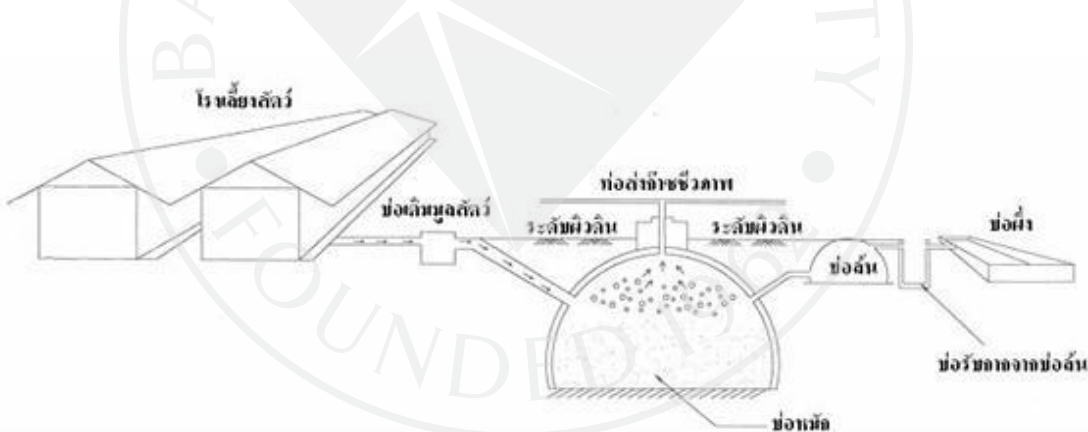 โรงเลี้ยงสัตว์
ท่อส่งก๊าซชีวภาพ
บ่อเติมมูลสัตว์
ระดับผิวดิน
ระดับผิวดิน
บ่อผึ่ง
บ่อล้น
บ่อรับกากจากบ่อล้น
บ่อหมัก
FOUNDED